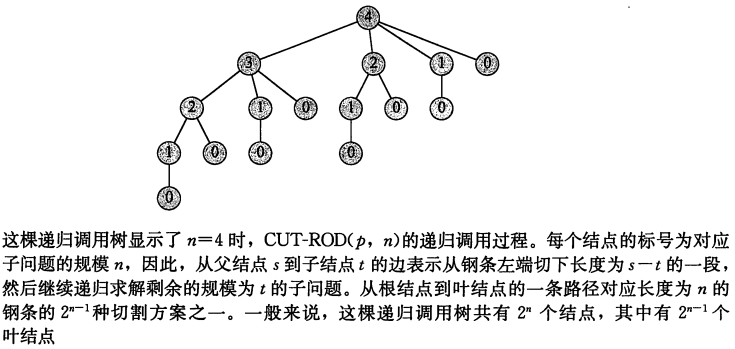 4
3 2 1 0
2 1 0 1 0 0
1 0 0 0
0
这棵递归调用树显示了 n=4 时，CUT-ROD(p，n)的递归调用过程。每个结点的标号为对应
子问题的规模 n，因此，从父结点 s 到子结点 t 的边表示从钢条左端切下长度为 s－t 的一段，
然后继续递归求解剩余的规模为 t 的子问题。从根结点到叶结点的一条路径对应长度为 n 的
钢条的 2ⁿ⁻¹种切割方案之一。一般来说，这棵递归调用树共有 2ⁿ 个结点，其中有 2ⁿ⁻¹个
叶结点